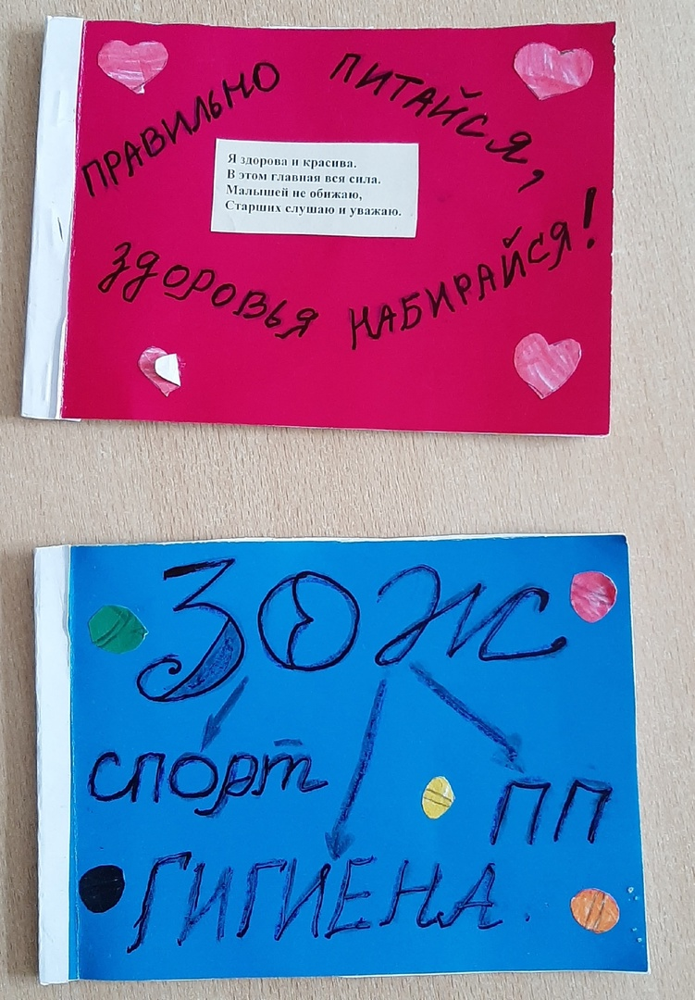 ПРАВИЛЬНО ПИТАЙСЯ,
Я здорова и красива.
В этом главная вся сила.
Малышей не обижаю,
Старших слушаю и уважаю.
ЗДОРОВЬЯ НАБИРАЙСЯ!
ЗОЖ
СПОРТ
ПП
ГИГИЕНА.